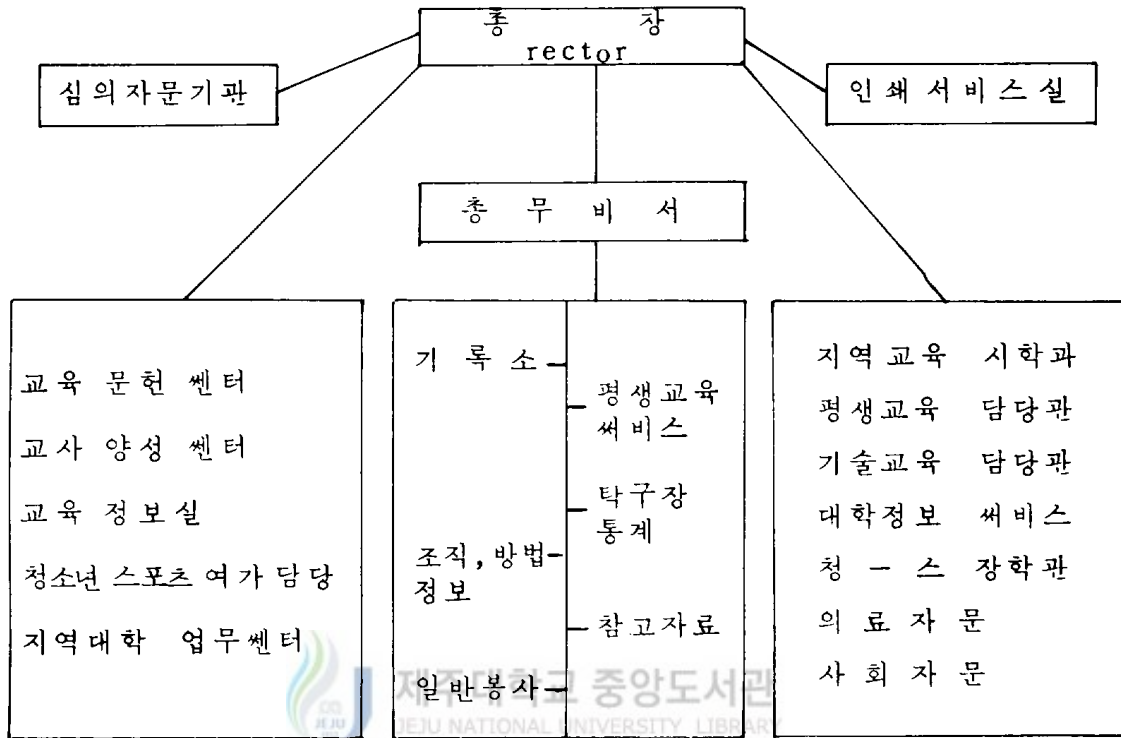 총 장
rector
심의자문기관
인쇄서비스실
총 무 비 서
교육 문헌 쎈터
교사 양성 쎈터
교육 정보실
청소년 스포츠 여가 담당
지역대학 업무쎈터
기 록 소
평생교육
써비스
탁구장
통계
조직, 방법
정보
참고자료
일반봉사
지역교육 시학과
평생교육 담당관
기술교육 담당관
대학정보 써비스
청 - 스 장학관
의료자문
사회자문
제주대학교 중앙도서관
JEJU NATIONAL UNIVERSITY LIBRARY
JEJU